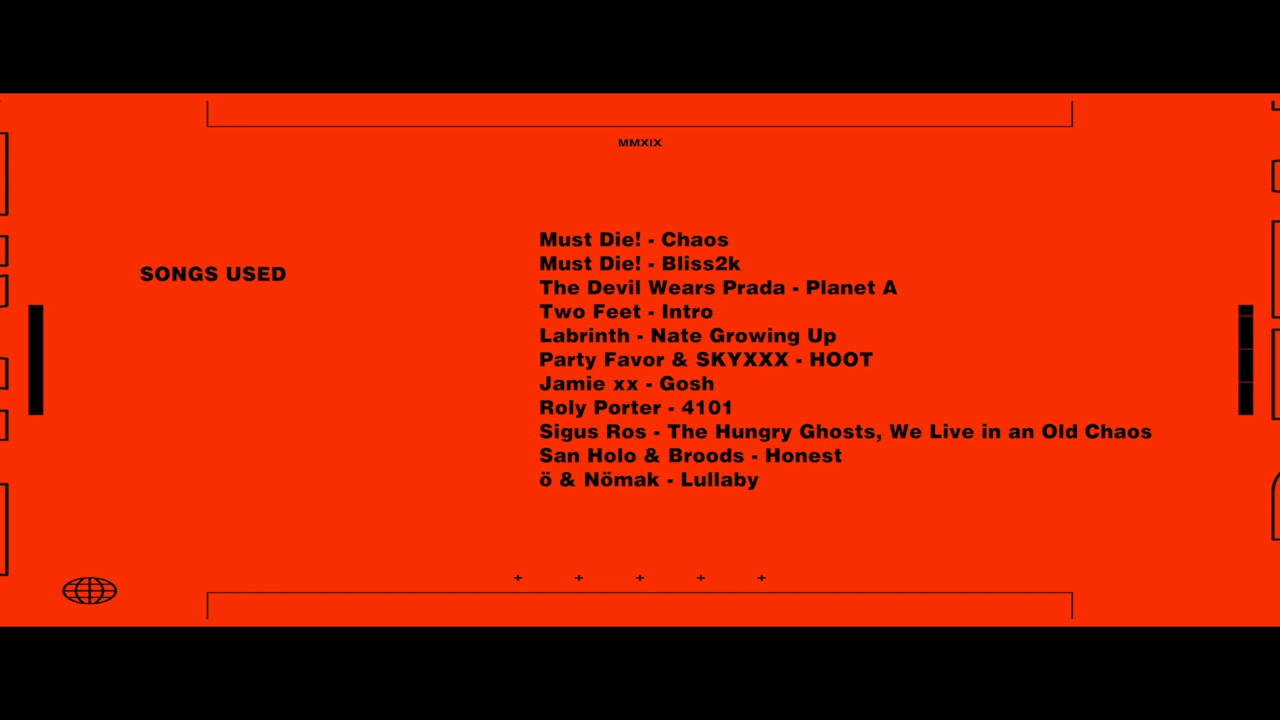 MMXIX
SONGS USED
Must Die! - Chaos
Must Die! - Bliss2k
The Devil Wears Prada - Planet A
Two Feet - Intro
Labrinth - Nate Growing Up
Party Favor & SKYXXX - HOOT
Jamie xx - Gosh
Roly Porter - 4101
Sigus Ros - The Hungry Ghosts, We Live in an Old Chaos
San Holo & Broods - Honest
ö & Nömak - Lullaby